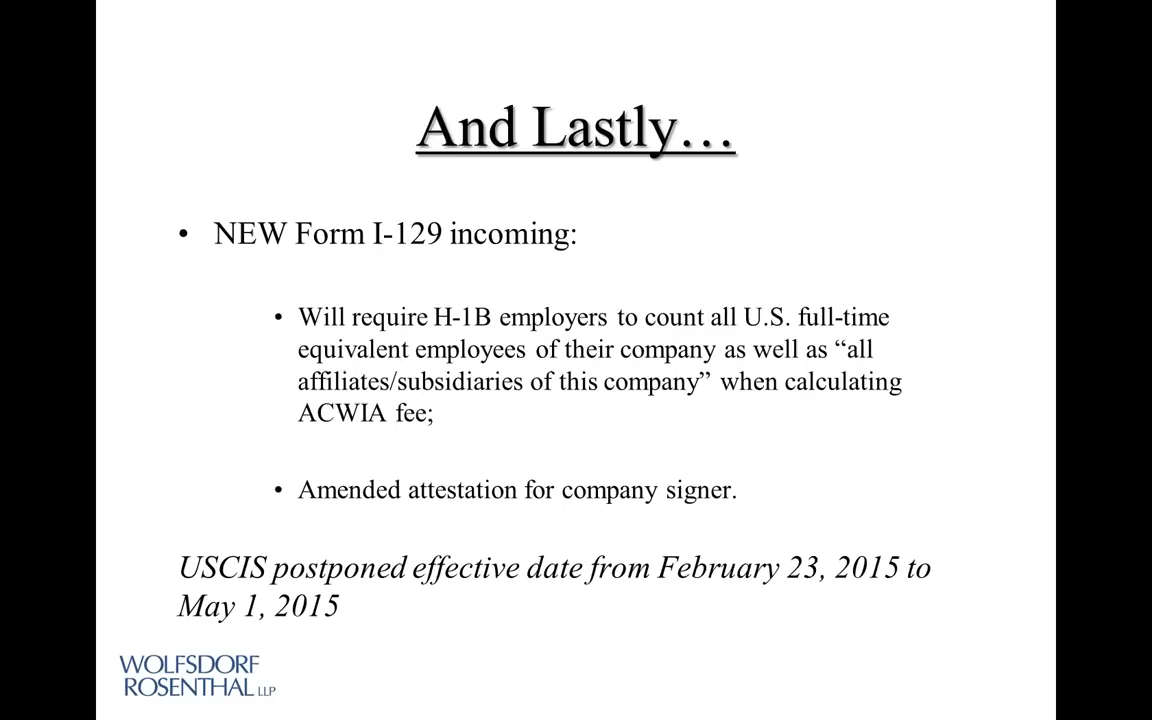 And Lastly…
• NEW Form I-129 incoming:
• Will require H-1B employers to count all U.S. full-time
equivalent employees of their company as well as “all
affiliates/subsidiaries of this company” when calculating
ACWIA fee;
• Amended attestation for company signer.
USCIS postponed effective date from February 23, 2015 to
May 1, 2015
WOLFSDORF
ROSENTHAL LLP